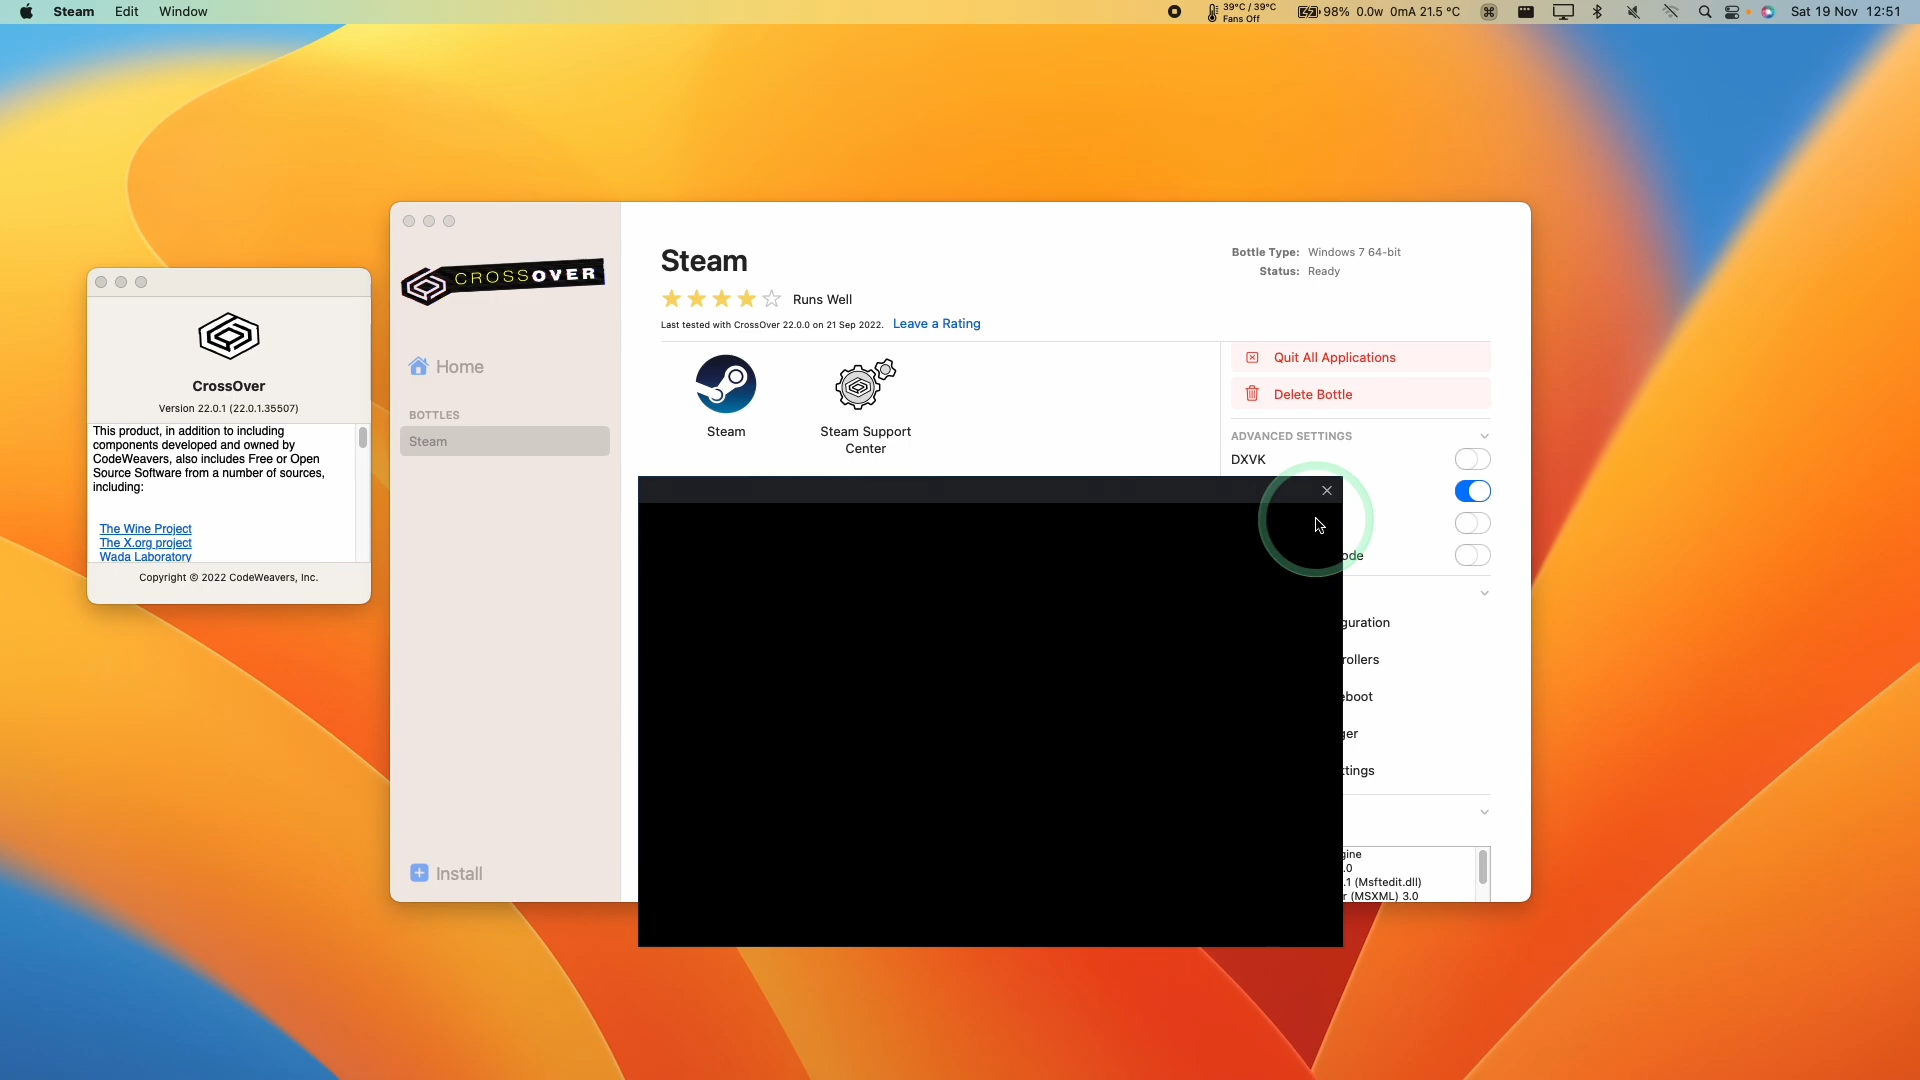 Steam Edit Window
39°C / 39°C
Fans Off
98% 0.0w 0mA 21.5 °C
Sat 19 Nov 12:51
CrossOver
Version 22.0.1 (22.0.1.35507)
This product, in addition to including
components developed and owned by
CodeWeavers, also includes Free or Open
Source Software from a number of sources,
including:
The Wine Project
The X.org project
Wada Laboratory
Copyright © 2022 CodeWeavers, Inc.
CROSSOVER
Home
BOTTLES
Steam
Install
Steam
Runs Well
Last tested with CrossOver 22.0.0 on 21 Sep 2022. Leave a Rating
Bottle Type: Windows 7 64-bit
Status: Ready
Steam
Steam Support
Center
Quit All Applications
Delete Bottle
ADVANCED SETTINGS
DXVK
ode
guration
rollers
eboot
ger
ttings
gine
.0
.1 (Msftedit.dll)
r (MSXML) 3.0